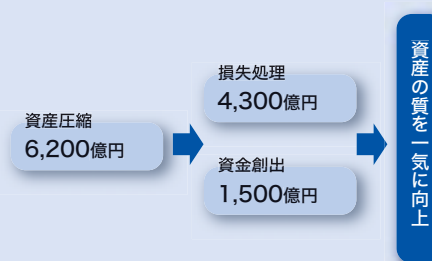 資産圧縮
6,200億円
損失処理
4,300億円
資金創出
1,500億円
資産の質を一気に向上